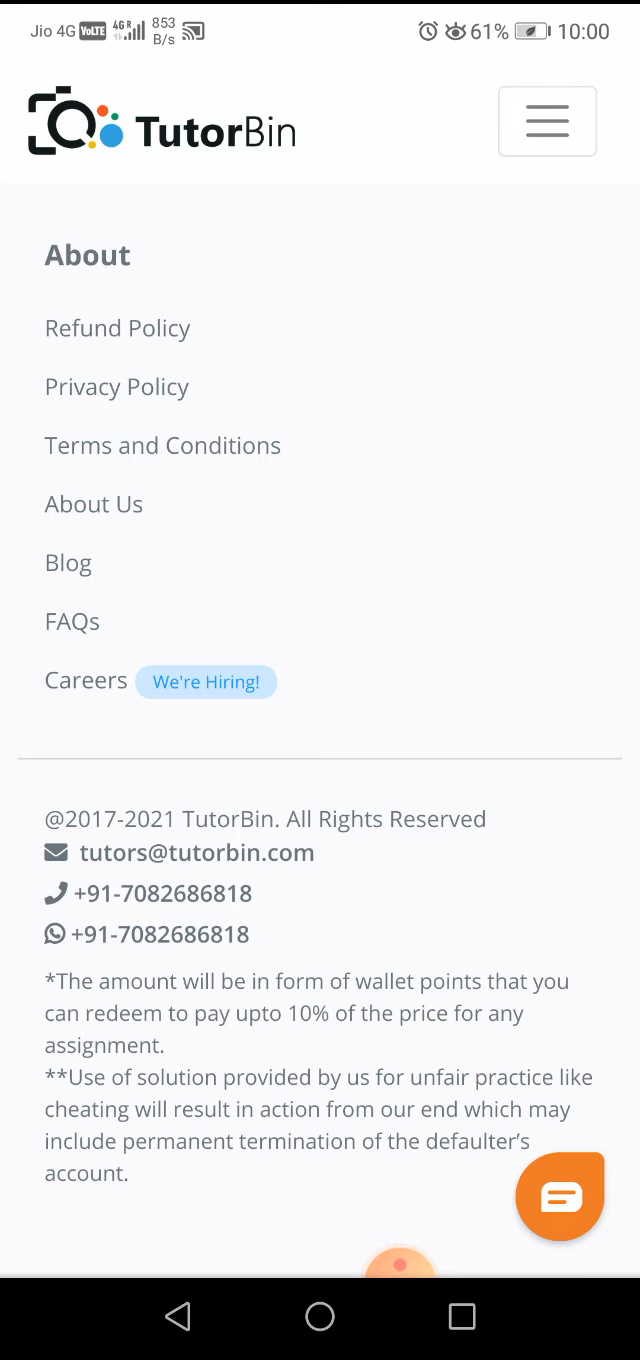 Jio 4G VoLTE 4G R 853 B/s 61% 10:00
TutorBin
About
Refund Policy
Privacy Policy
Terms and Conditions
About Us
Blog
FAQs
Careers We're Hiring!
@2017-2021 TutorBin. All Rights Reserved
tutors@tutorbin.com
+91-7082686818
+91-7082686818
*The amount will be in form of wallet points that you
can redeem to pay upto 10% of the price for any
assignment.
**Use of solution provided by us for unfair practice like
cheating will result in action from our end which may
include permanent termination of the defaulter’s
account.